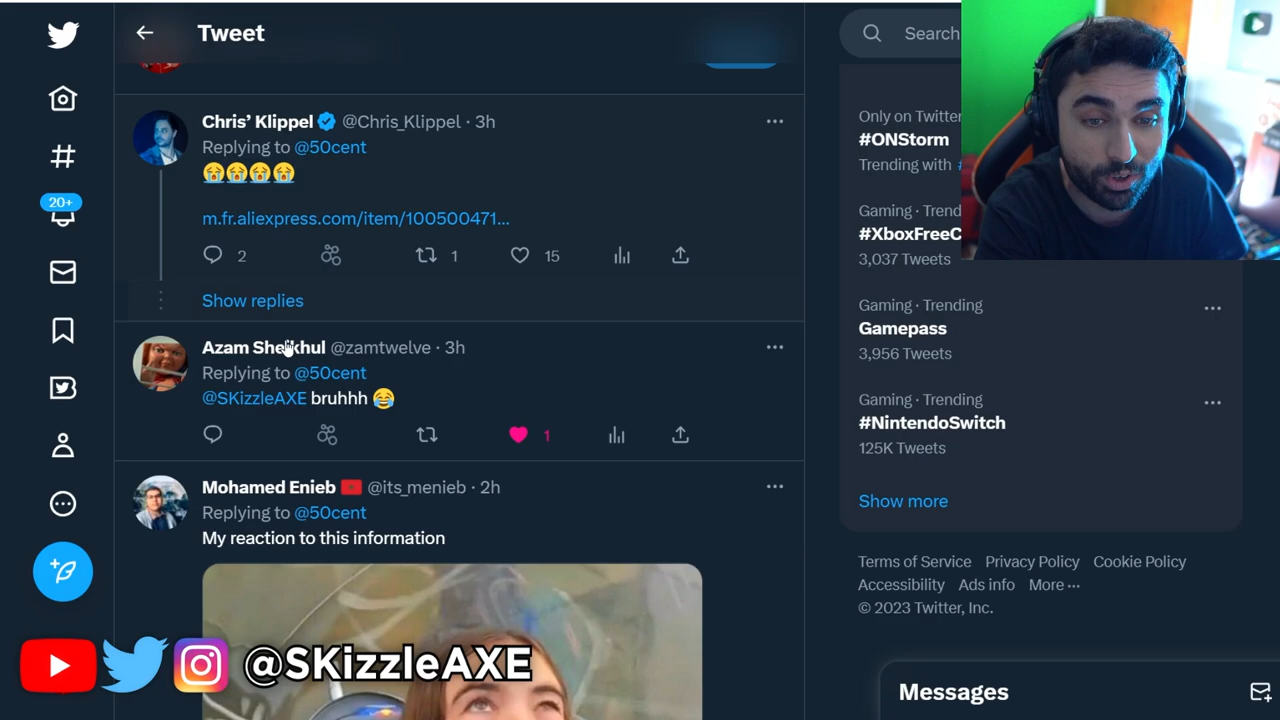 Tweet
Chris’ Klippel @Chris_Klippel · 3h
Replying to @50cent
😭😭😭😭
m.fr.aliexpress.com/item/100500471...
2
1
15
Show replies
Azam Sheikhul @zamtwelve · 3h
Replying to @50cent
@SKizzleAXE bruhhh 😂
1
Mohamed Enieb 🇲🇦 @its_menieb · 2h
Replying to @50cent
My reaction to this information
20+
Search
Only on Twitter
#ONStorm
Trending with #
Gaming · Trend
#XboxFreeC
3,037 Tweets
Gaming · Trending
Gamepass
3,956 Tweets
Gaming · Trending
#NintendoSwitch
125K Tweets
Show more
Terms of Service Privacy Policy Cookie Policy
Accessibility Ads info More ···
© 2023 Twitter, Inc.
Messages
@SKizzleAXE